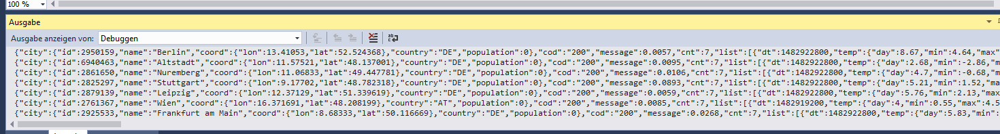 100 %
Ausgabe
Ausgabe anzeigen von: Debuggen
{"city":{"id":2950159,"name":"Berlin","coord":{"lon":13.41053,"lat":52.524368},"country":"DE","population":0},"cod":"200","message":0.0057,"cnt":7,"list":[{"dt":1482922800,"temp":{"day":8.67,"min":4.64,"max
{"city":{"id":6940463,"name":"Altstadt","coord":{"lon":11.57521,"lat":48.137001},"country":"DE","population":0},"cod":"200","message":0.0095,"cnt":7,"list":[{"dt":1482922800,"temp":{"day":2.68,"min":-2.86,"m
{"city":{"id":2861650,"name":"Nuremberg","coord":{"lon":11.06833,"lat":49.447781},"country":"DE","population":0},"cod":"200","message":0.0106,"cnt":7,"list":[{"dt":1482922800,"temp":{"day":4.7,"min":-0.68,"m
{"city":{"id":2825297,"name":"Stuttgart","coord":{"lon":9.17702,"lat":48.782318},"country":"DE","population":0},"cod":"200","message":0.0893,"cnt":7,"list":[{"dt":1482922800,"temp":{"day":5.21,"min":1.52,"ma
{"city":{"id":2879139,"name":"Leipzig","coord":{"lon":12.37129,"lat":51.339619},"country":"DE","population":0},"cod":"200","message":0.0059,"cnt":7,"list":[{"dt":1482922800,"temp":{"day":5.76,"min":2.13,"max
{"city":{"id":2761367,"name":"Wien","coord":{"lon":16.371691,"lat":48.208199},"country":"AT","population":0},"cod":"200","message":0.0085,"cnt":7,"list":[{"dt":1482919200,"temp":{"day":4,"min":0.55,"max":4.5
{"city":{"id":2925533,"name":"Frankfurt am Main","coord":{"lon":8.68333,"lat":50.116669},"country":"DE","population":0},"cod":"200","message":0.0268,"cnt":7,"list":[{"dt":1482922800,"temp":{"day":5.83,"min":